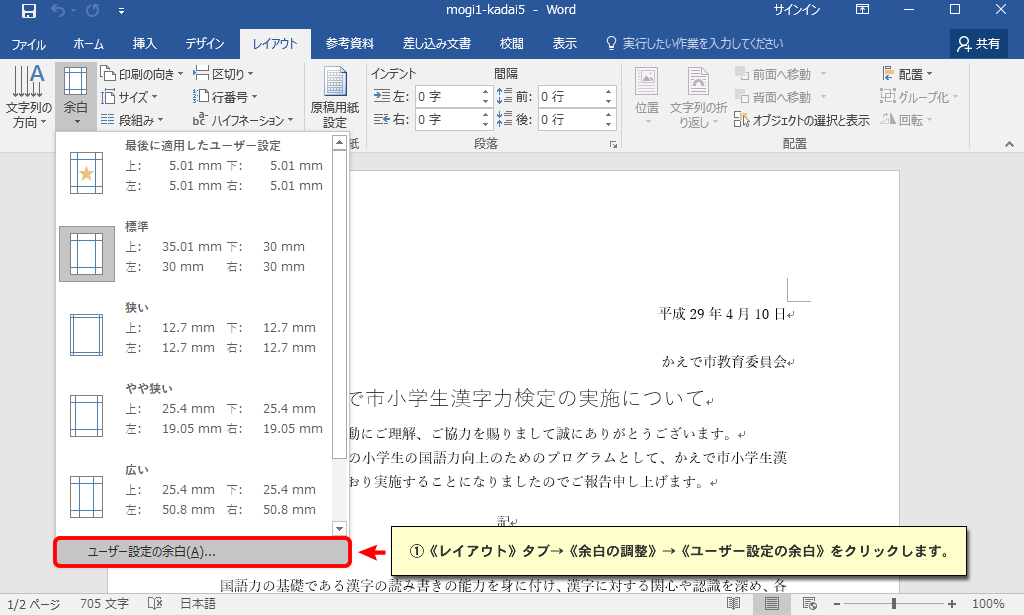 mogi1-kadai5 - Word
サインイン
ファイル ホーム 挿入 デザイン レイアウト 参考資料 差し込み文書 校閲 表示 実行したい作業を入力してください 共有
文字列の方向
余白
印刷の向き
サイズ
段組み
区切り
行番号
ハイフネーション
原稿用紙設定
インデント
左: 0 字
右: 0 字
間隔
前: 0 行
後: 0 行
段落
位置
文字列の折り返し
前面へ移動
背面へ移動
オブジェクトの選択と表示
配置
グループ化
回転
配置
紙
最後に適用したユーザー設定
上: 5.01 mm 下: 5.01 mm
左: 5.01 mm 右: 5.01 mm
標準
上: 35.01 mm 下: 30 mm
左: 30 mm 右: 30 mm
狭い
上: 12.7 mm 下: 12.7 mm
左: 12.7 mm 右: 12.7 mm
やや狭い
上: 25.4 mm 下: 25.4 mm
左: 19.05 mm 右: 19.05 mm
広い
上: 25.4 mm 下: 25.4 mm
左: 50.8 mm 右: 50.8 mm
ユーザー設定の余白(A)...
平成 29 年 4 月 10 日
かえで市教育委員会
で市小学生漢字力検定の実施について
動にご理解、ご協力を賜りまして誠にありがとうございます。
の小学生の国語力向上のためのプログラムとして、かえで市小学生漢
おり実施することになりましたのでご報告申し上げます。
記
①《レイアウト》タブ→《余白の調整》→《ユーザー設定の余白》をクリックします。
国語力の基礎である漢字の読み書きの能力を身に付け、漢字に対する関心や認識を深め、各
1/2 ページ 705 文字 日本語 100%